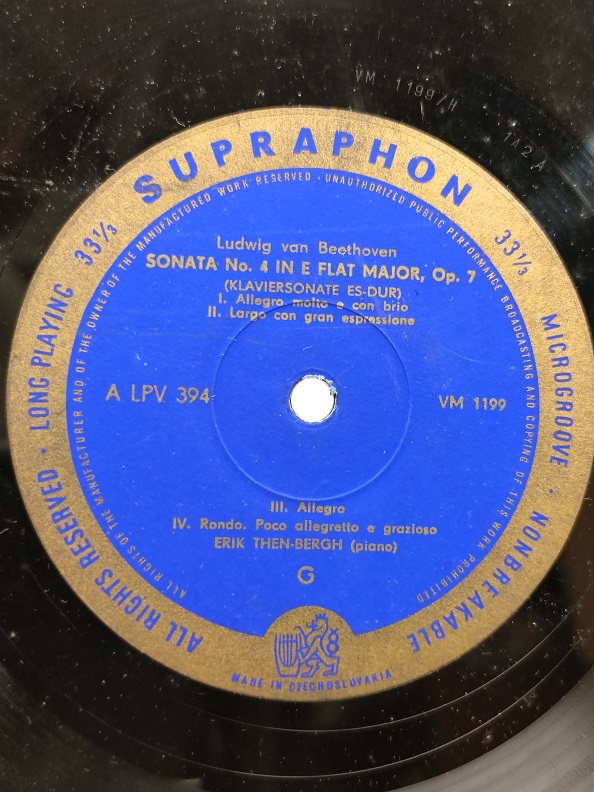 VM 1199/H 1A2A
SUPRAPHON
33⅓
33⅓
LONG PLAYING
MICROGROOVE
ALL RIGHTS RESERVED
NONBREAKABLE
ALL RIGHTS OF THE MANUFACTURER AND OF THE OWNER OF THE MANUFACTURED WORK RESERVED · UNAUTHORIZED PUBLIC PERFORMANCE BROADCASTING AND COPYING OF THIS WORK PROHIBITED
Ludwig van Beethoven
SONATA No. 4 IN E FLAT MAJOR, Op. 7
(KLAVIERSONATE ES-DUR)
I. Allegro molto e con brio
II. Largo con gran espressione
A LPV 394
VM 1199
III. Allegro
IV. Rondo. Poco allegretto e grazioso
ERIK THEN-BERGH (piano)
G
MADE IN CZECHOSLOVAKIA